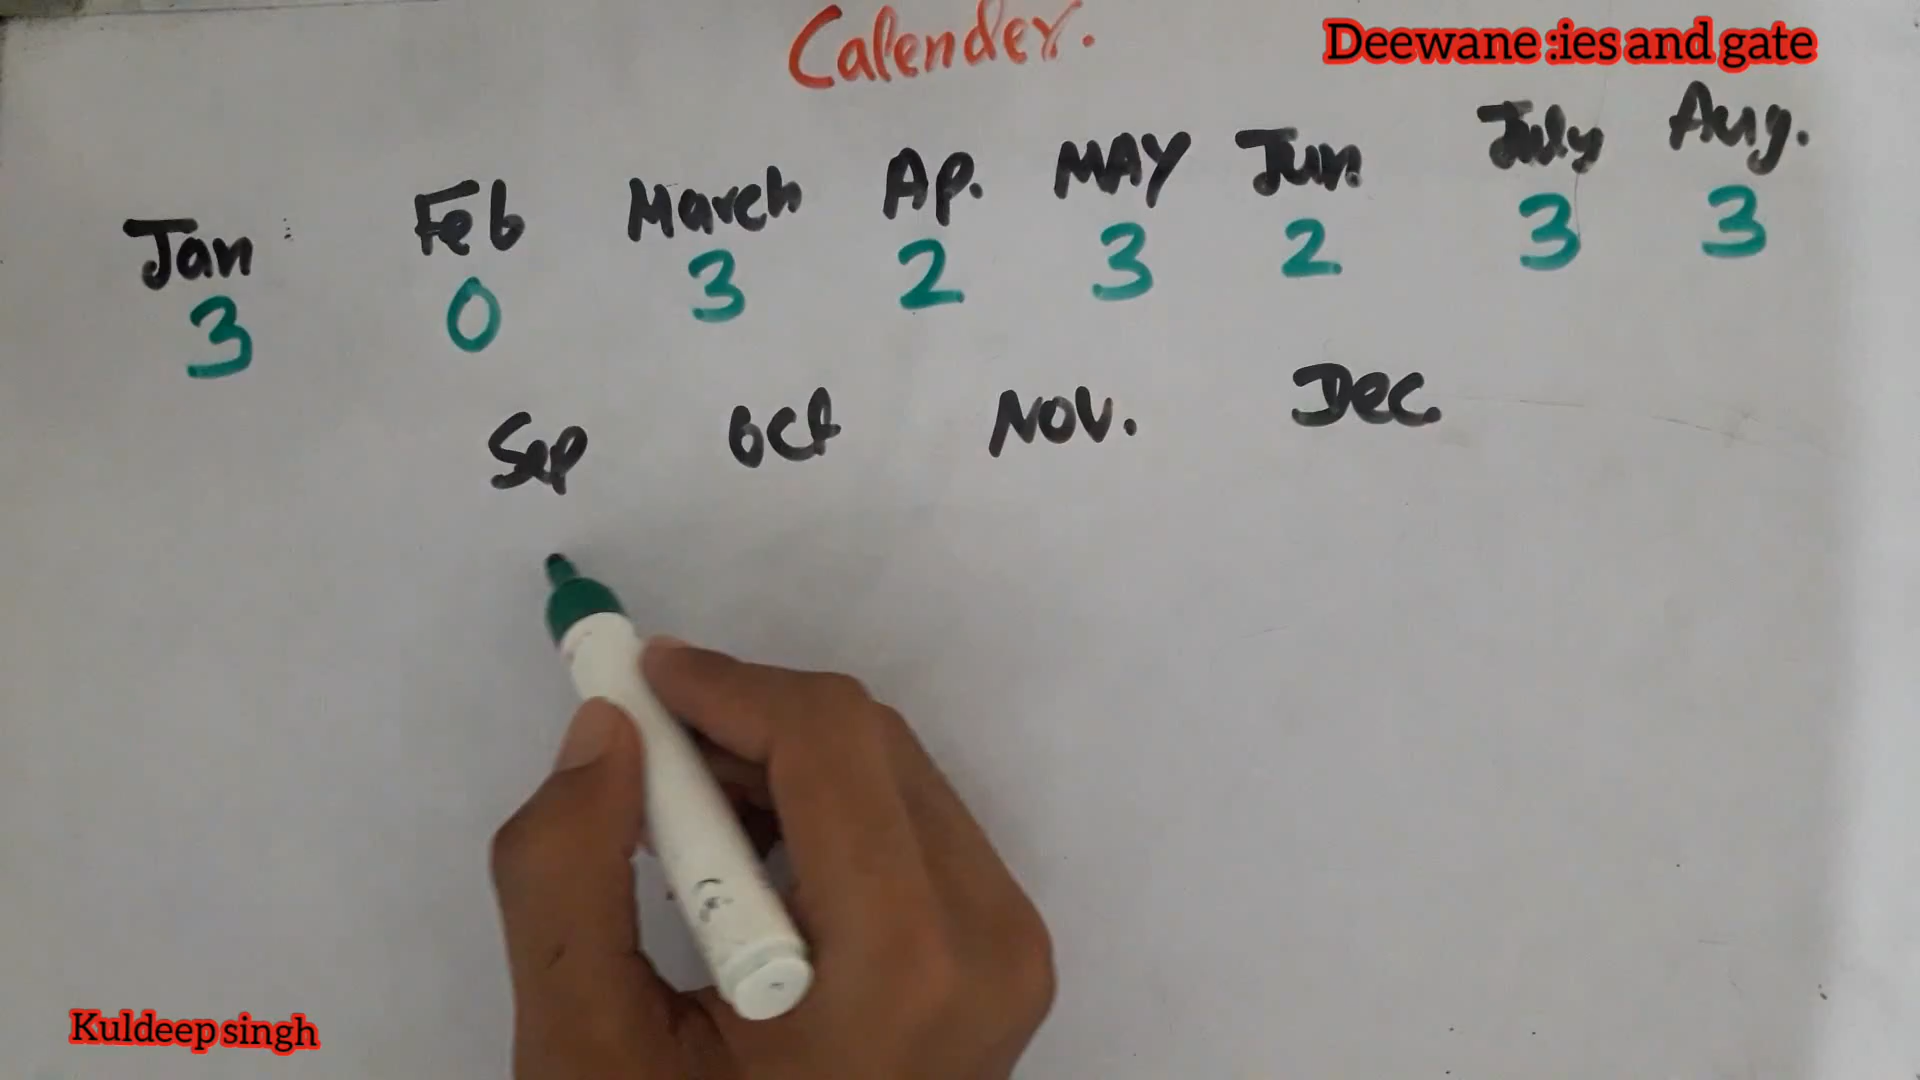 Calender.
Deewane :ies and gate
Jan Feb March Ap. MAY Jun July Aug.
3 0 3 2 3 2 3 3
Sep Oct Nov. Dec.
Kuldeep singh